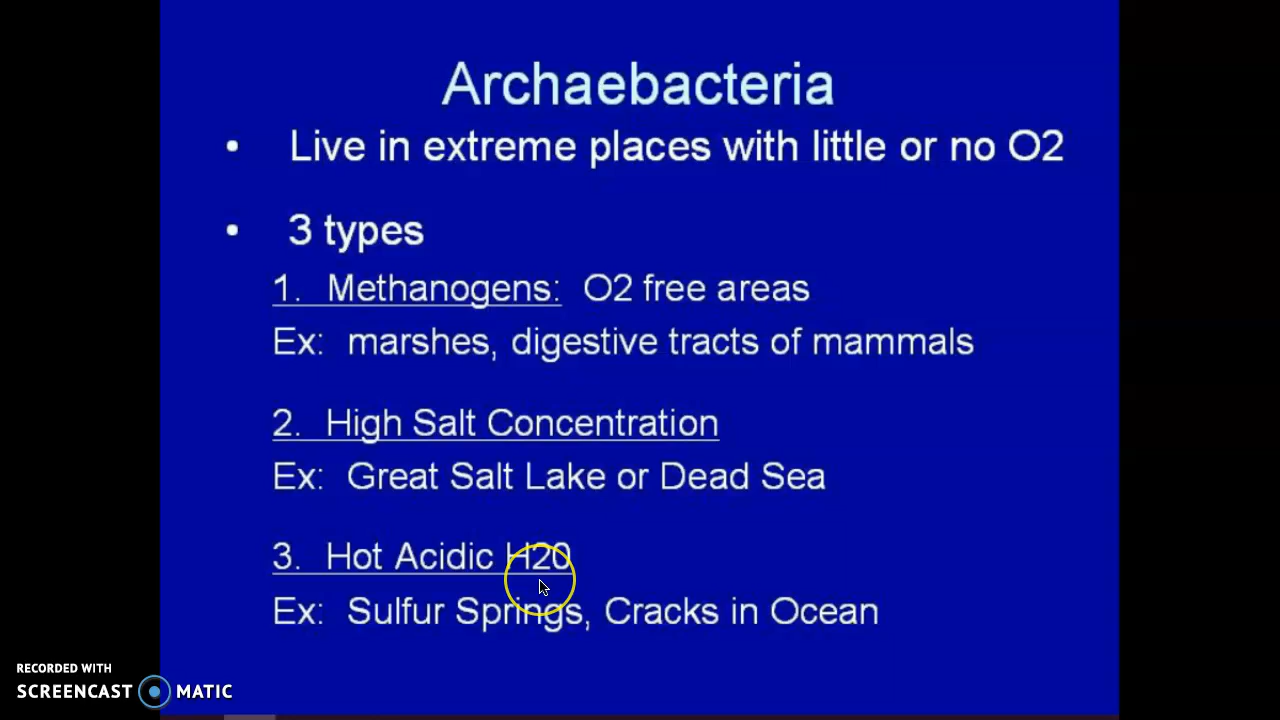 Archaebacteria
• Live in extreme places with little or no O2
• 3 types
1. Methanogens: O2 free areas
Ex: marshes, digestive tracts of mammals
2. High Salt Concentration
Ex: Great Salt Lake or Dead Sea
3. Hot Acidic H20
Ex: Sulfur Springs, Cracks in Ocean
RECORDED WITH
SCREENCAST MATIC